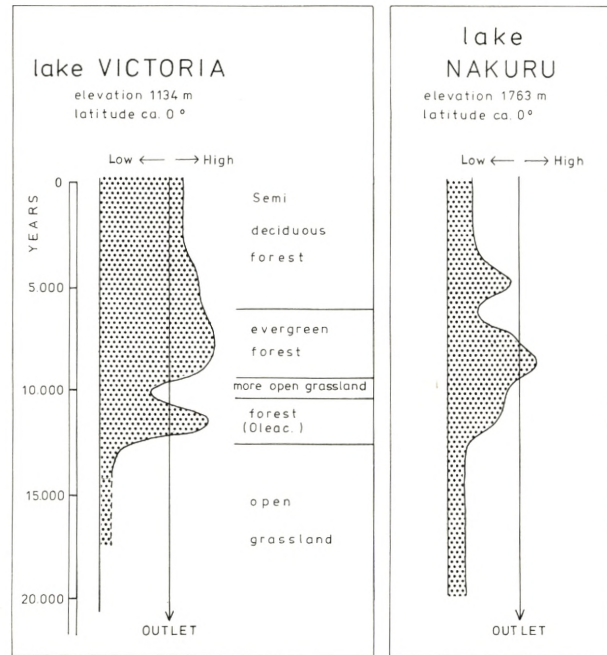 lake VICTORIA
elevation 1134 m
latitude ca. 0°
Low ← → High
YEARS
0
5.000
10.000
15.000
20.000
Semi
deciduous
forest
evergreen
forest
more open grassland
forest
(Oleac.)
open
grassland
OUTLET
lake
NAKURU
elevation 1763 m
latitude ca. 0°
Low ← → High
OUTLET